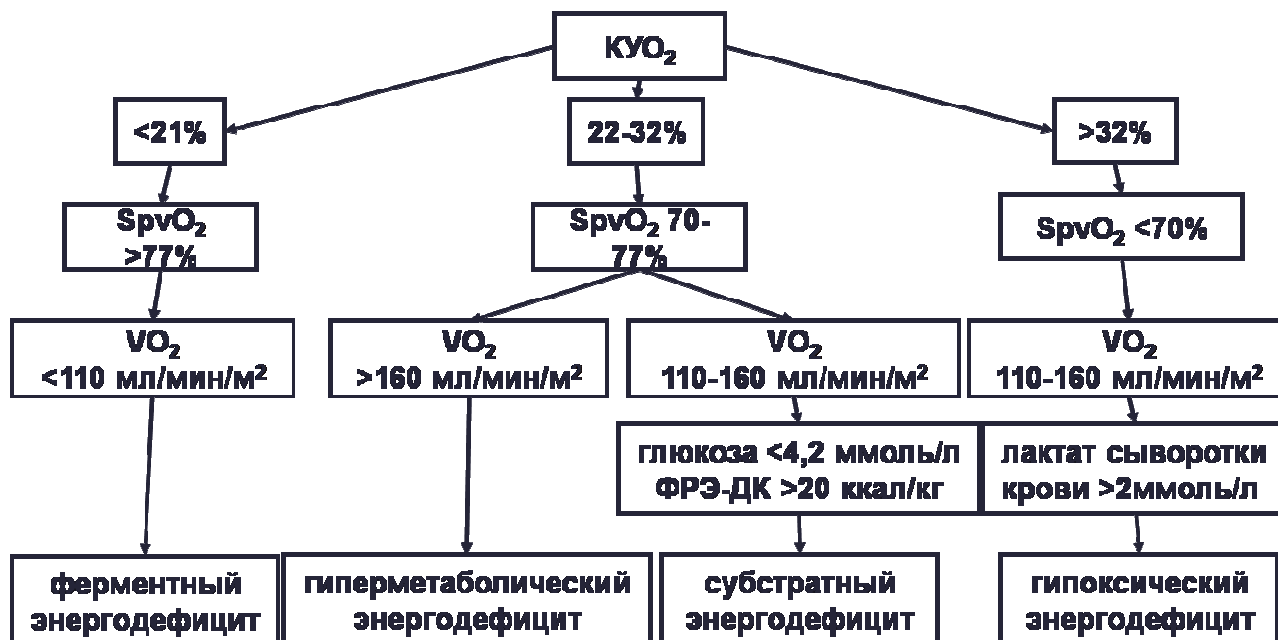 КУО₂
<21%
22-32%
>32%
SpvO₂
>77%
SpvO₂ 70-
77%
SpvO₂ <70%
VO₂
<110 мл/мин/м²
VO₂
>160 мл/мин/м²
VO₂
110-160 мл/мин/м²
VO₂
110-160 мл/мин/м²
глюкоза <4,2 ммоль/л
ФРЭ-ДК >20 ккал/кг
лактат сыворотки
крови >2ммоль/л
ферментный
энергодефицит
гиперметаболический
энергодефицит
субстратный
энергодефицит
гипоксический
энергодефицит